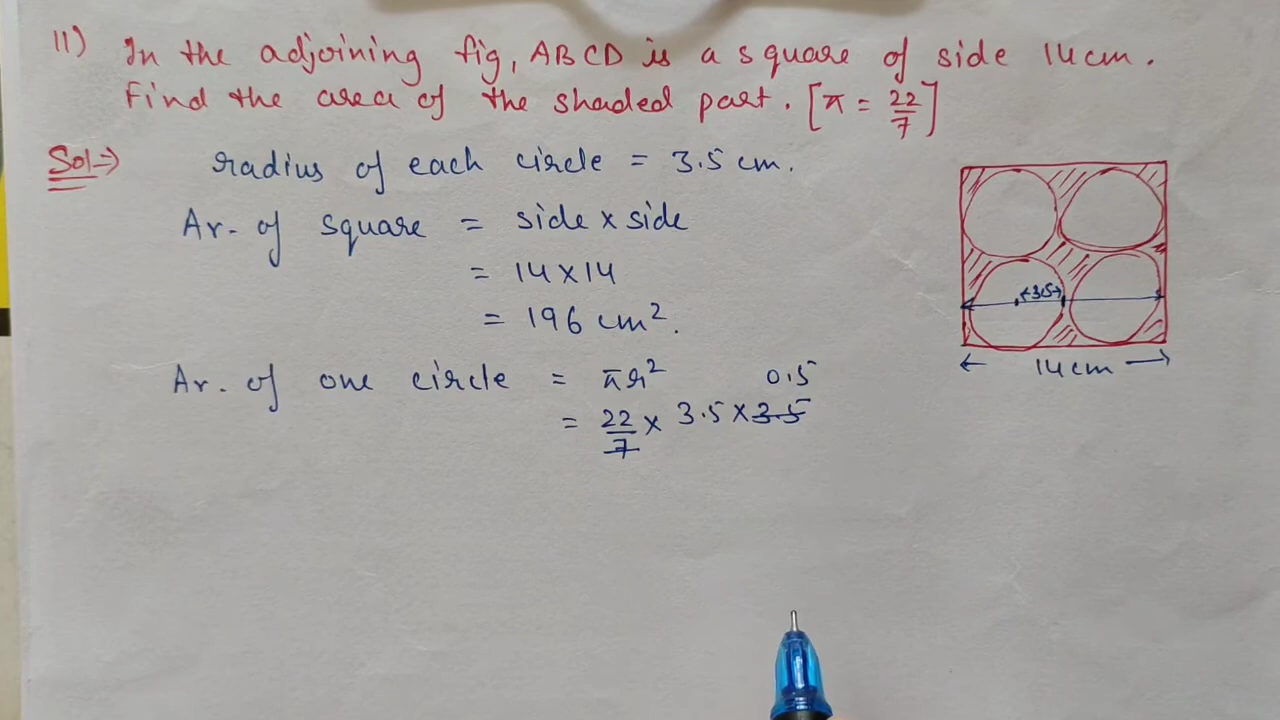 11) In the adjoining fig, ABCD is a square of side 14cm.
Find the area of the shaded part. [π = 22/7]
Sol→ radius of each circle = 3.5 cm.
Ar. of square = side × side
= 14 × 14
= 196 cm².
Ar. of one circle = πr²
0.5
= 22/7 × 3.5 × 3.5
3.5
14cm